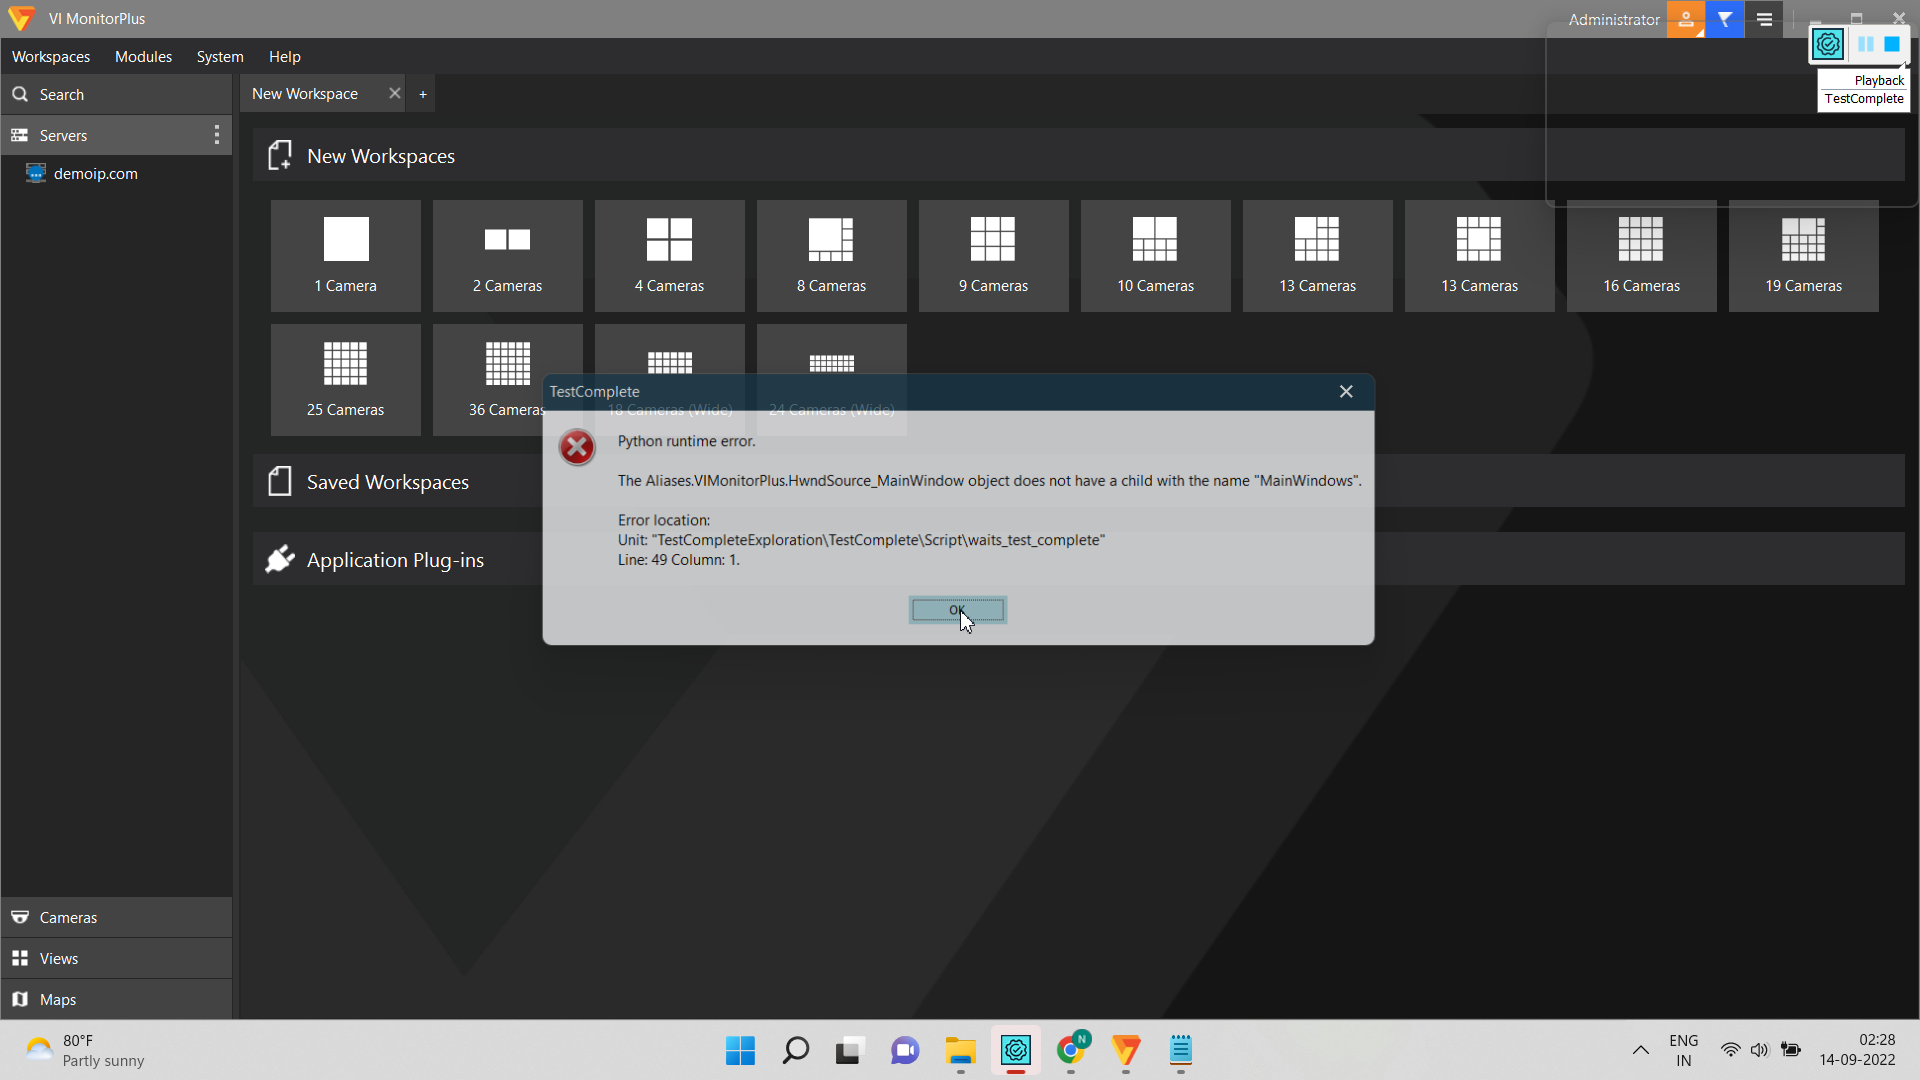 VI MonitorPlus
Administrator
Workspaces Modules System Help
Playback
TestComplete
Search
New Workspace +
Servers
demoip.com
New Workspaces
1 Camera
2 Cameras
4 Cameras
8 Cameras
9 Cameras
10 Cameras
13 Cameras
13 Cameras
16 Cameras
19 Cameras
25 Cameras
36 Cameras
18 Cameras (Wide)
24 Cameras (Wide)
TestComplete
Python runtime error.
The Aliases.VIMonitorPlus.HwndSource_MainWindow object does not have a child with the name "MainWindows".
Error location:
Unit: "TestCompleteExploration\TestComplete\Script\waits_test_complete"
Line: 49 Column: 1.
OK
Saved Workspaces
Application Plug-ins
Cameras
Views
Maps
80°F
Partly sunny
N
ENG
IN
02:28
14-09-2022